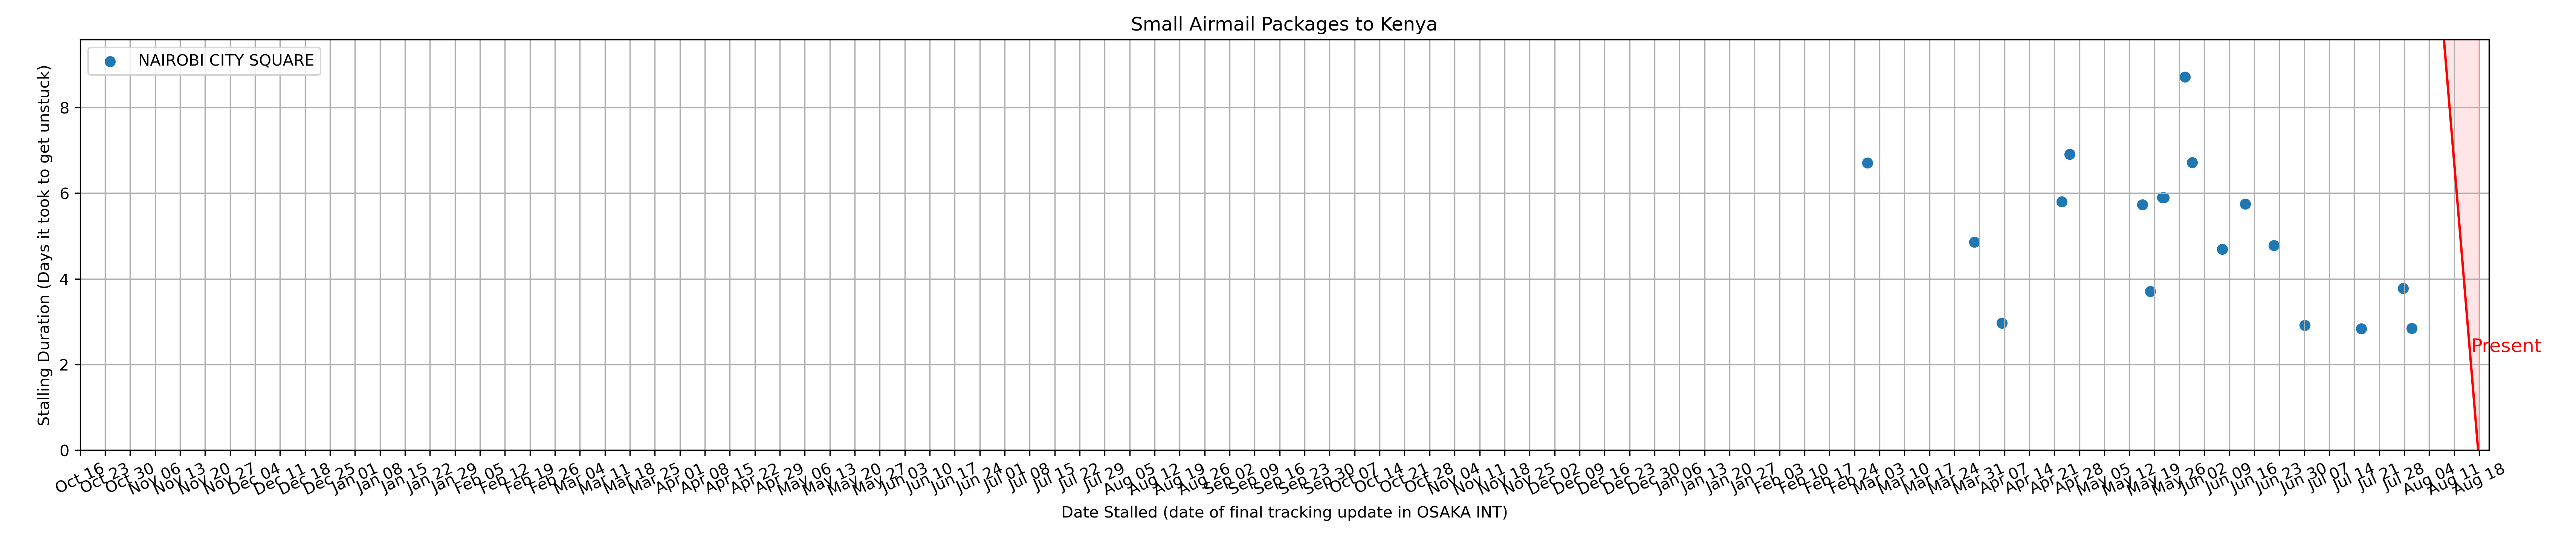 Small Airmail Packages to Kenya
NAIROBI CITY SQUARE
Stalling Duration (Days it took to get unstuck)
8
6
4
2
0
Present
Oct 16 Oct 23 Oct 30 Nov 06 Nov 13 Nov 20 Nov 27 Dec 04 Dec 11 Dec 18 Dec 25 Jan 01 Jan 08 Jan 15 Jan 22 Jan 29 Feb 05 Feb 12 Feb 19 Feb 26 Mar 04 Mar 11 Mar 18 Mar 25 Apr 01 Apr 08 Apr 15 Apr 22 Apr 29 May 06 May 13 May 20 May 27 Jun 03 Jun 10 Jun 17 Jun 24 Jul 01 Jul 08 Jul 15 Jul 22 Jul 29 Aug 05 Aug 12 Aug 19 Aug 26 Sep 02 Sep 09 Sep 16 Sep 23 Sep 30 Oct 07 Oct 14 Oct 21 Oct 28 Nov 04 Nov 11 Nov 18 Nov 25 Dec 02 Dec 09 Dec 16 Dec 23 Dec 30 Jan 06 Jan 13 Jan 20 Jan 27 Feb 03 Feb 10 Feb 17 Feb 24 Mar 03 Mar 10 Mar 17 Mar 24 Mar 31 Apr 07 Apr 14 Apr 21 Apr 28 May 05 May 12 May 19 May 26 Jun 02 Jun 09 Jun 16 Jun 23 Jun 30 Jul 07 Jul 14 Jul 21 Jul 28 Aug 04 Aug 11 Aug 18
Date Stalled (date of final tracking update in OSAKA INT)